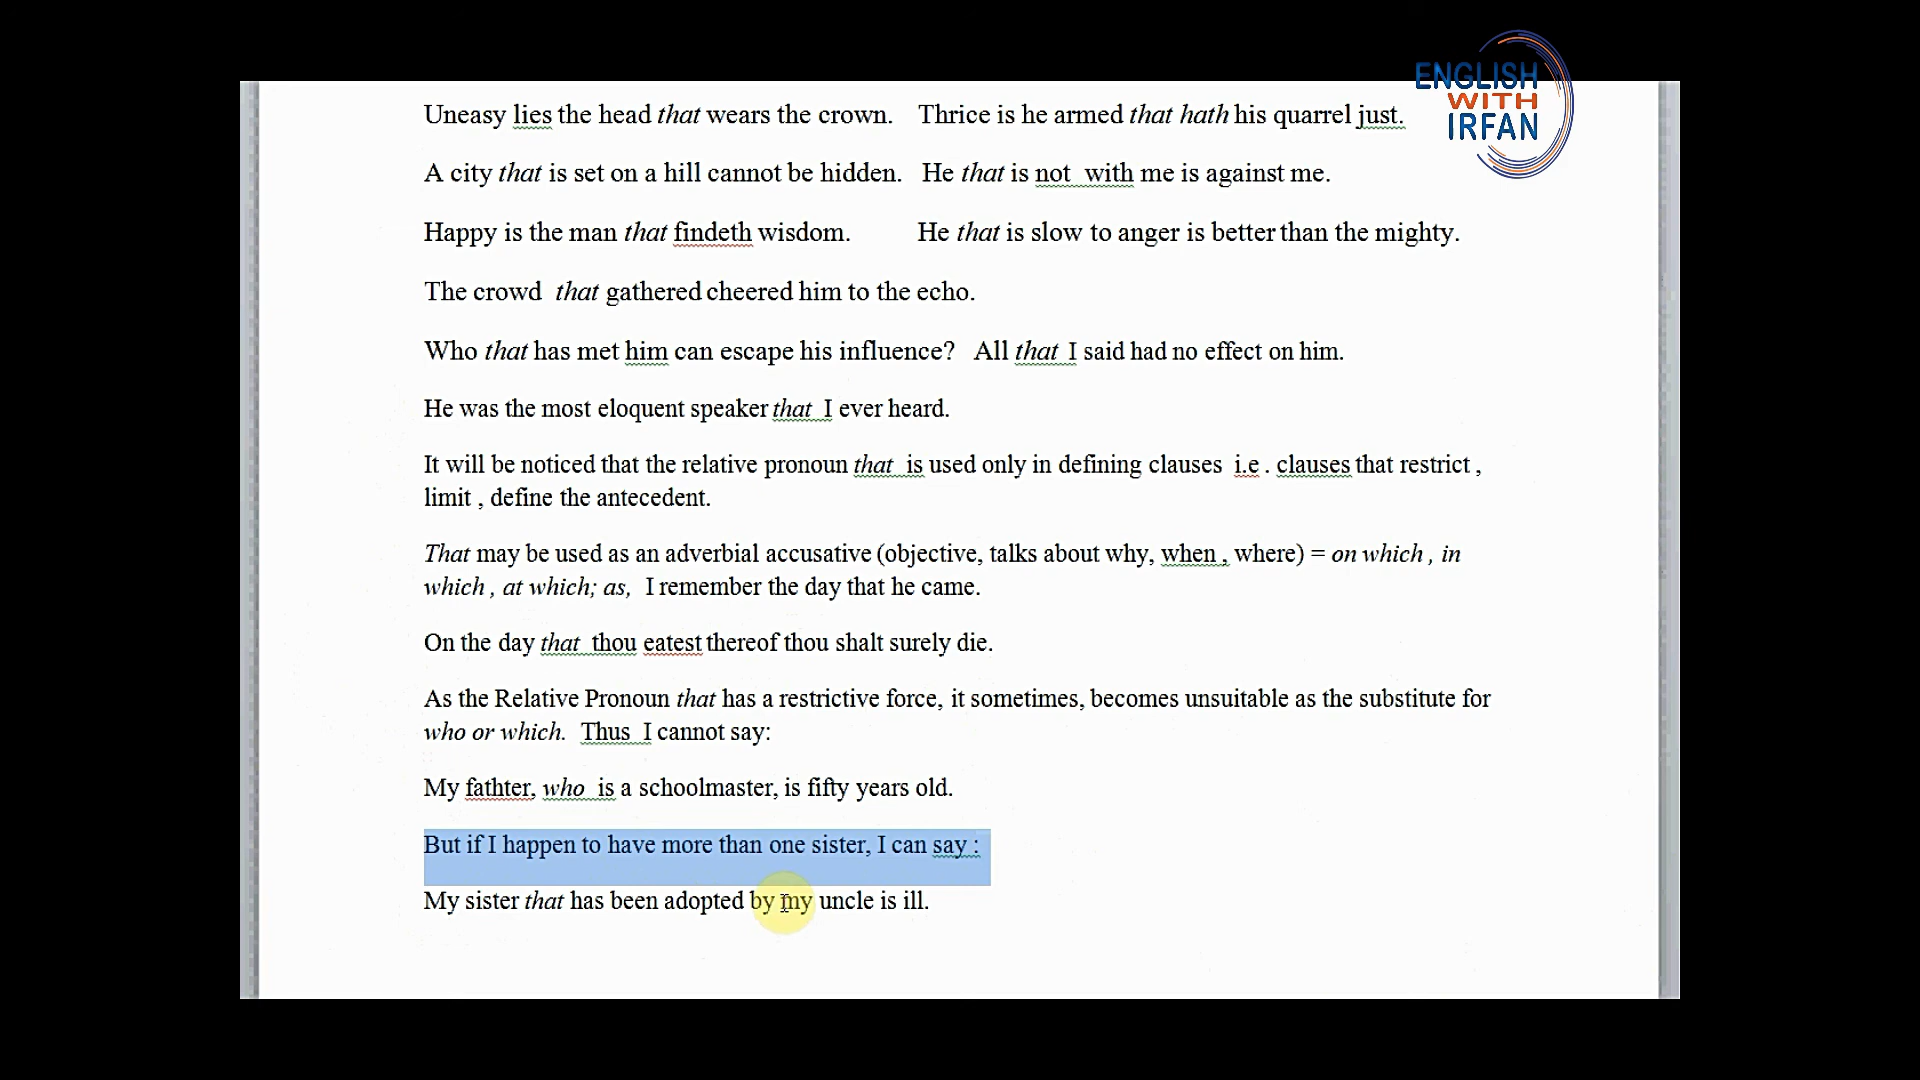 ENGLISH
WITH
IRFAN
Uneasy lies the head that wears the crown. Thrice is he armed that hath his quarrel just.
A city that is set on a hill cannot be hidden. He that is not with me is against me.
Happy is the man that findeth wisdom. He that is slow to anger is better than the mighty.
The crowd that gathered cheered him to the echo.
Who that has met him can escape his influence? All that I said had no effect on him.
He was the most eloquent speaker that I ever heard.
It will be noticed that the relative pronoun that is used only in defining clauses i.e . clauses that restrict ,
limit , define the antecedent.
That may be used as an adverbial accusative (objective, talks about why, when , where) = on which , in
which , at which; as, I remember the day that he came.
On the day that thou eatest thereof thou shalt surely die.
As the Relative Pronoun that has a restrictive force, it sometimes, becomes unsuitable as the substitute for
who or which. Thus I cannot say:
My fathter, who is a schoolmaster, is fifty years old.
But if I happen to have more than one sister, I can say :
My sister that has been adopted by my uncle is ill.